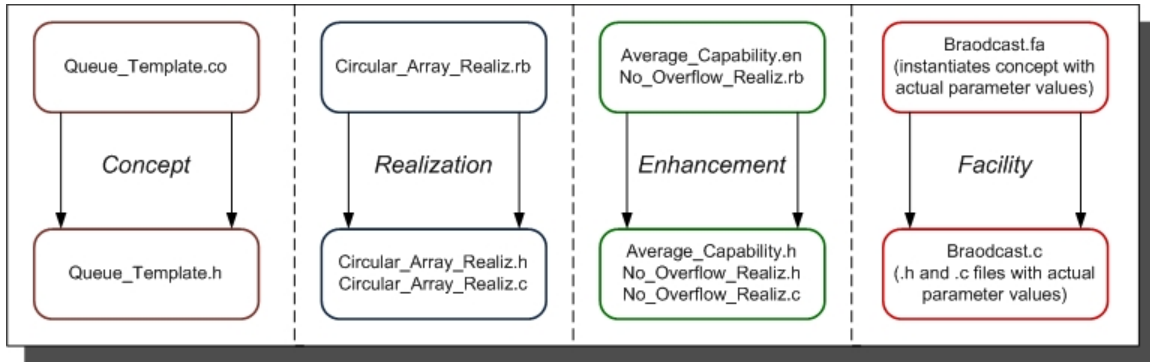 Queue_Template.co
Concept
Queue_Template.h
Circular_Array_Realiz.rb
Realization
Circular_Array_Realiz.h
Circular_Array_Realiz.c
Average_Capability.en
No_Overflow_Realiz.rb
Enhancement
Average_Capability.h
No_Overflow_Realiz.h
No_Overflow_Realiz.c
Braodcast.fa
(instantiates concept with
actual parameter values)
Facility
Braodcast.c
(.h and .c files with actual
parameter values)